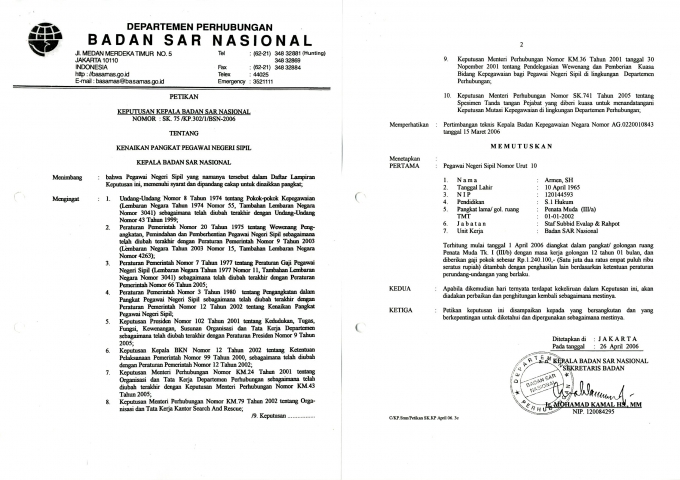 DEPARTEMEN PERHUBUNGAN
BADAN SAR NASIONAL
JL MEDAN MERDEKA TIMUR NO. 5
JAKARTA 10110
INDONESIA
http : //basarnas.go.id
E-mail : basarnas@basarnas.go.id
Tel : (62-21) 348 32881 (Hunting)
348 32869
Fax : (62-21) 348 32884
Telex : 44025
Emergency : 3521111
PETIKAN
KEPUTUSAN KEPALA BADAN SAR NASIONAL
NOMOR : SK. 75 /KP.302/1/BSN-2006
TENTANG
KENAIKAN PANGKAT PEGAWAI NEGERI SIPIL
KEPALA BADAN SAR NASIONAL
Menimbang : bahwa Pegawai Negeri Sipil yang namanya tersebut dalam Daftar Lampiran
Keputusan ini, memenuhi syarat dan dipandang cakap untuk dinaikkan pangkat;
Mengingat : 1. Undang-Undang Nomor 8 Tahun 1974 tentang Pokok-pokok Kepegawaian
(Lembaran Negara Tahun 1974 Nomor 55, Tambahan Lembaran Negara
Nomor 3041) sebagaimana telah diubah terakhir dengan Undang-Undang
Nomor 43 Tahun 1999;
2. Peraturan Pemerintah Nomor 20 Tahun 1975 tentang Wewenang Peng-
angkatan, Pemindahan dan Pemberhentian Pegawai Negeri Sipil sebagaimana
telah diubah terakhir dengan Peraturan Pemerintah Nomor 9 Tahun 2003
(Lembaran Negara Tahun 2003 Nomor 15, Tambahan Lembaran Negara
Nomor 4263);
3. Peraturan Pemerintah Nomor 7 Tahun 1977 tentang Peraturan Gaji Pegawai
Negeri Sipil (Lembaran Negara Tahun 1977 Nomor 11, Tambahan Lembaran
Negara Nomor 3041) sebagaimana telah diubah terakhir dengan Peraturan
Pemerintah Nomor 66 Tahun 2005;
4. Peraturan Pemerintah Nomor 3 Tahun 1980 tentang Pengangkatan dalam
Pangkat Pegawai Negeri Sipil sebagaimana telah diubah terakhir dengan
Peraturan Pemerintah Nomor 12 Tahun 2002 tentang Kenaikan Pangkat
Pegawai Negeri Sipil;
5. Keputusan Presiden Nomor 102 Tahun 2001 tentang Kedudukan, Tugas,
Fungsi, Kewenangan, Susunan Organisasi dan Tata Kerja Departemen
sebagaimana telah diubah terakhir dengan Peraturan Presiden Nomor 9 Tahun
2005;
6. Keputusan Kepala BKN Nomor 12 Tahun 2002 tentang Ketentuan
Pelaksanaan Pemerintah Nomor 99 Tahun 2000, sebagaimana telah diubah
dengan Peraturan Pemerintah Nomor 12 Tahun 2002;
7. Keputusan Menteri Perhubungan Nomor KM.24 Tahun 2001 tentang
Organisasi dan Tata Kerja Departemen Perhubungan sebagaimana telah
diubah terakhir dengan Keputusan Menteri Perhubungan Nomor KM.43
Tahun 2005;
8. Keputusan Menteri Perhubungan Nomor KM.79 Tahun 2002 tentang Orga-
nisasi dan Tata Kerja Kantor Search And Rescue;
/9. Keputusan ...............
2
9. Keputusan Menteri Perhubungan Nomor KM.36 Tahun 2001 tanggal 30
Nopember 2001 tentang Pendelegasian Wewenang dan Pemberian Kuasa
Bidang Kepegawaian bagi Pegawai Negeri Sipil di lingkungan Departemen
Perhubungan;
10. Keputusan Menteri Perhubungan Nomor SK.741 Tahun 2005 tentang
Spesimen Tanda tangan Pejabat yang diberi kuasa untuk menandatangani
Keputusan Mutasi Kepegawaian di lingkungan Departemen Perhubungan;
Memperhatikan : Pertimbangan teknis Kepala Badan Kepegawaian Negara Nomor AG.0220010843
tanggal 15 Maret 2006
M E M U T U S K A N
Menetapkan :
PERTAMA : Pegawai Negeri Sipil Nomor Urut 10
1. N a m a : Armen, SH
2. Tanggal Lahir : 10 April 1965
3. N I P : 120144593
4. Pendidikan : S.1 Hukum
5. Pangkat lama/ gol. ruang : Penata Muda (III/a)
TMT : 01-01-2002
6. J a b a t a n : Staf Subbid Evalap & Rahpot
7. Unit Kerja : Badan SAR Nasional
Terhitung mulai tanggal 1 April 2006 diangkat dalam pangkat/ golongan ruang
Penata Muda Tk. I (III/b) dengan masa kerja golongan 12 tahun 01 bulan, dan
diberikan gaji pokok sebesar Rp.1.240.100,- (Satu juta dua ratus empat puluh ribu
seratus rupiah) ditambah dengan penghasilan lain berdasarkan ketentuan peraturan
perundang-undangan yang berlaku.
KEDUA : Apabila dikemudian hari ternyata terdapat kekeliruan dalam Keputusan ini, akan
diadakan perbaikan dan penghitungan kembali sebagaimana mestinya.
KETIGA : Petikan keputusan ini disampaikan kepada yang bersangkutan dan yang
berkepentingan untuk diketahui dan dipergunakan sebagaimana mestinya.
Ditetapkan di : J A K A R T A
Pada tanggal : 26 April 2006
KEPALA BADAN SAR NASIONAL
SEKRETARIS BADAN
DEPARTEMEN
BADAN SAR
NASIONAL
PERHUBUNGAN
Ir. MOHAMAD KAMAL HS., MM
NIP. 120084295